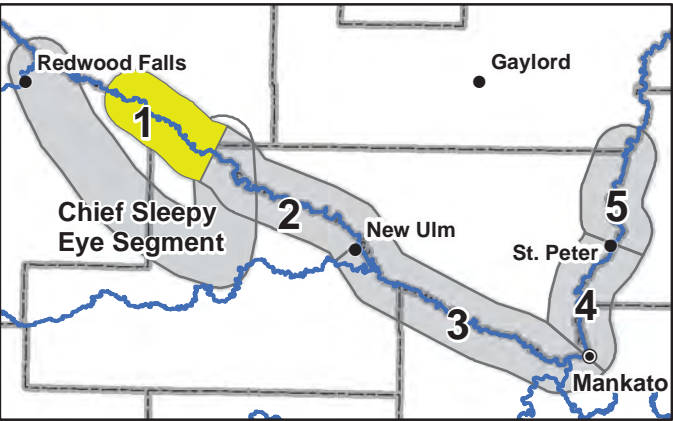 Redwood Falls
Gaylord
1
Chief Sleepy
Eye Segment
2
New Ulm
5
St. Peter
3
4
Mankato